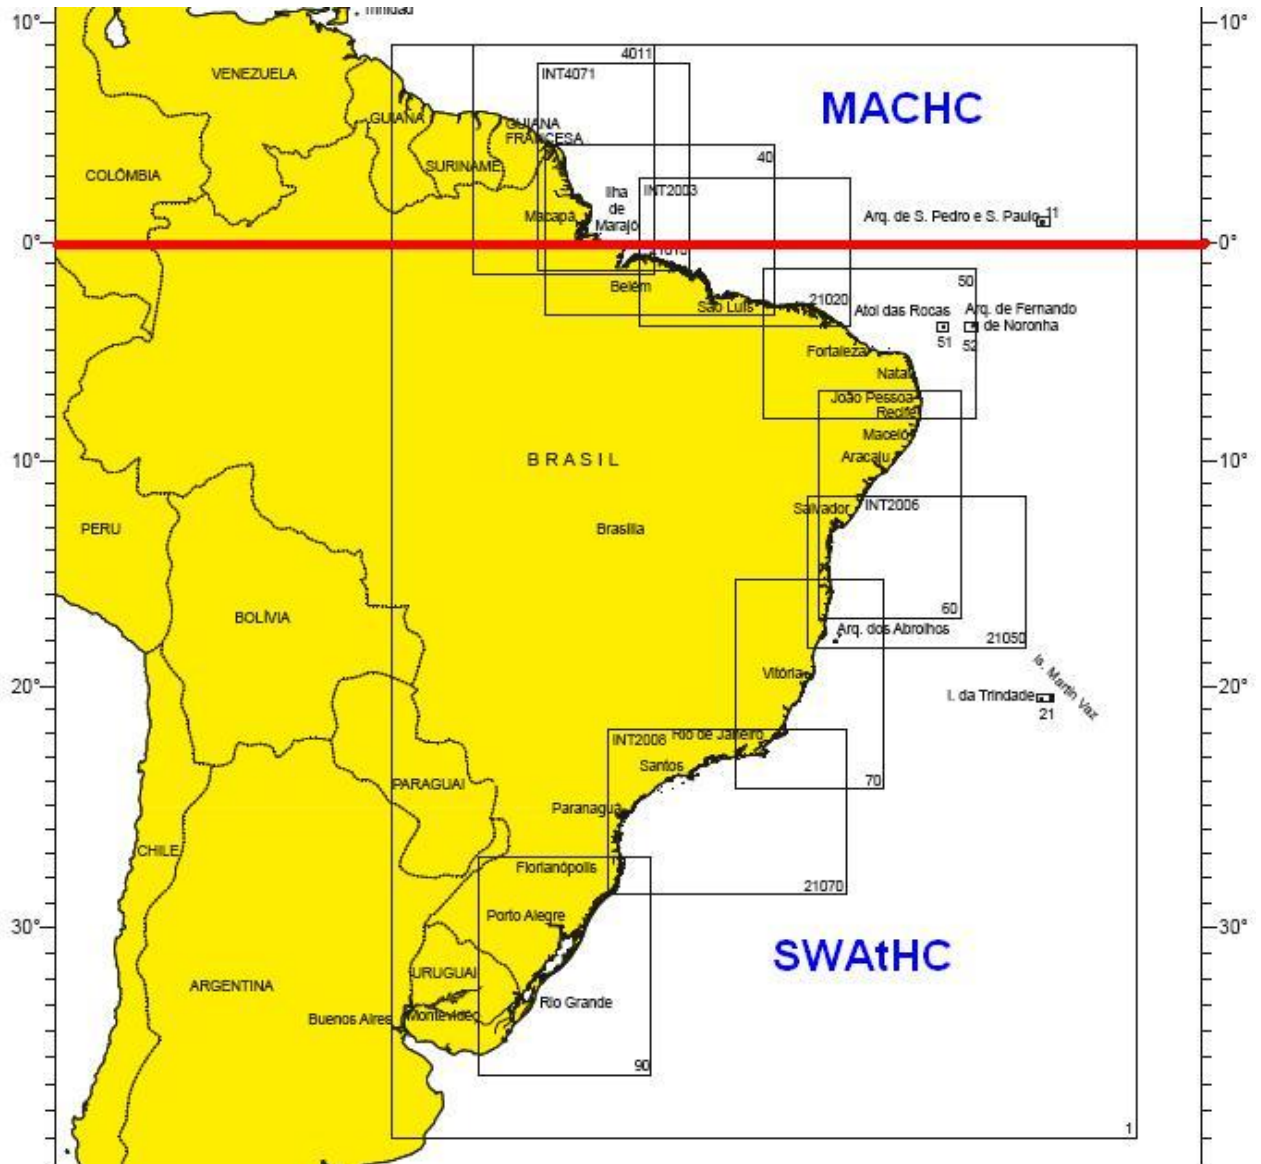 Trinidad
10°
10°
4011
VENEZUELA
INT4071
MACHC
GUIANA
GUIANA
FRANCESA
40
SURINAME
COLÔMBIA
INT2003
Ilha
de
Marajó
Macapá
Arq. de S. Pedro e S. Paulo
11
0°
0°
21010
Belém
50
21020
São Luis
Atol das Rocas
Arq. de Fernando
de Noronha
51
52
Fortaleza
Natal
João Pessoa
Recife
Maceió
BRASIL
Aracaju
10°
10°
Salvador
INT2006
PERU
Brasília
60
BOLÍVIA
Arq. dos Abrolhos
21050
Is. Martin Vaz
Vitória
20°
20°
I. da Trindade
21
Rio de Janeiro
INT2008
Santos
70
PARAGUAI
Paranaguá
CHILE
Florianópolis
21070
Porto Alegre
30°
30°
SWAtHC
URUGUAI
ARGENTINA
Rio Grande
Buenos Aires
Montevideo
90
1